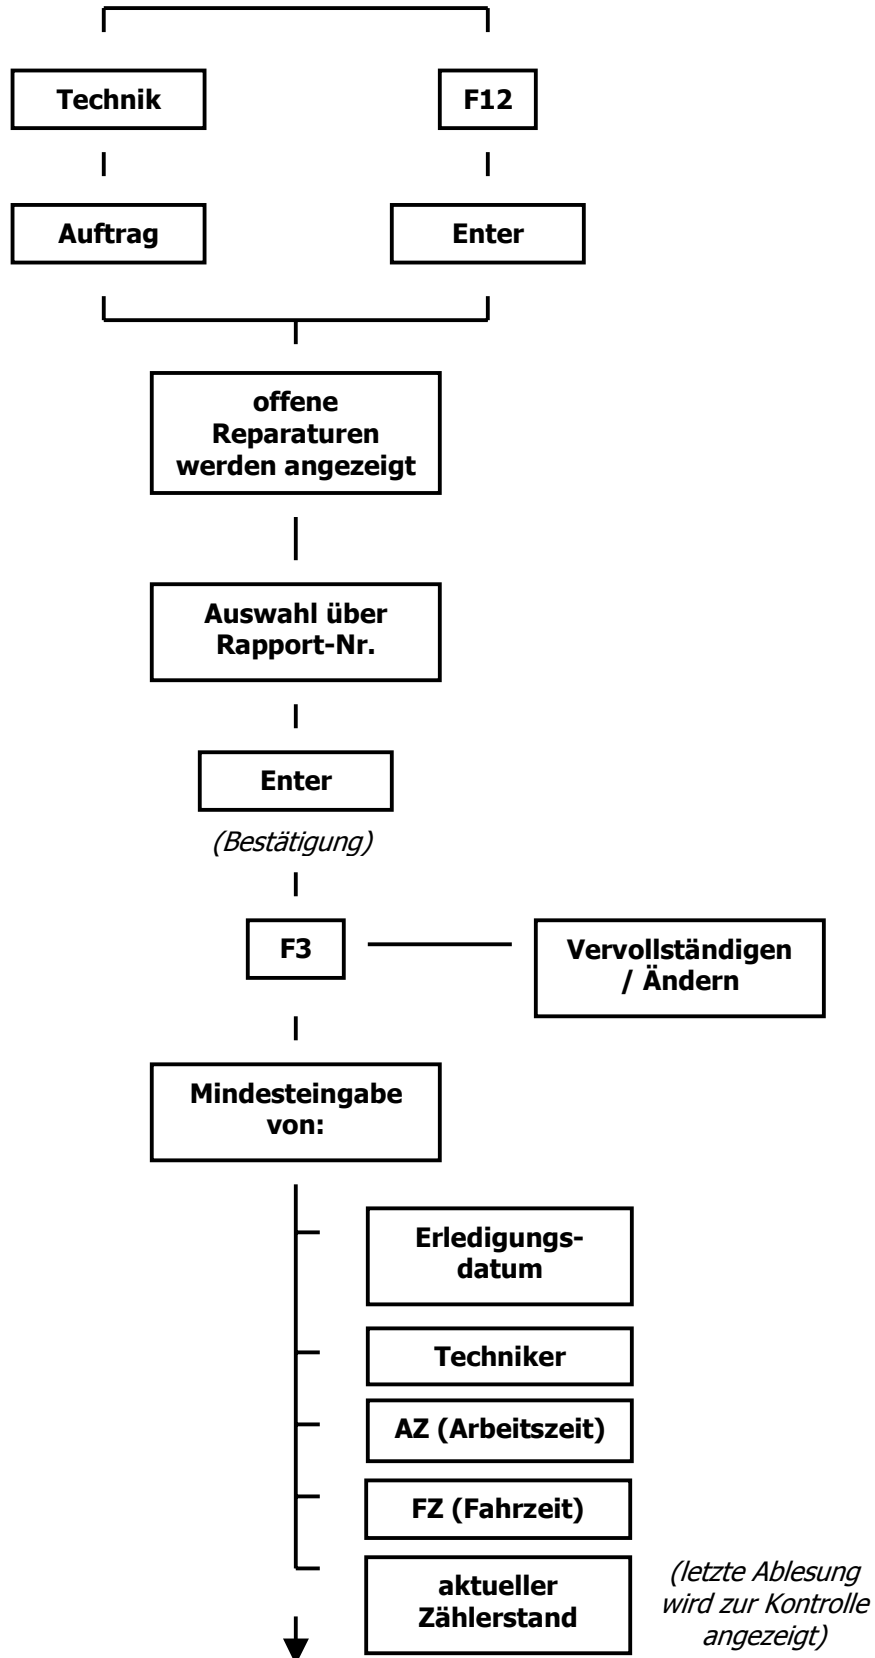 Technik
F12
Auftrag
Enter
offene
Reparaturen
werden angezeigt
Auswahl über
Rapport-Nr.
Enter
(Bestätigung)
F3
Vervollständigen
/ Ändern
Mindesteingabe
von:
Erledigungs-
datum
Techniker
AZ (Arbeitszeit)
FZ (Fahrzeit)
aktueller
Zählerstand
(letzte Ablesung
wird zur Kontrolle
angezeigt)